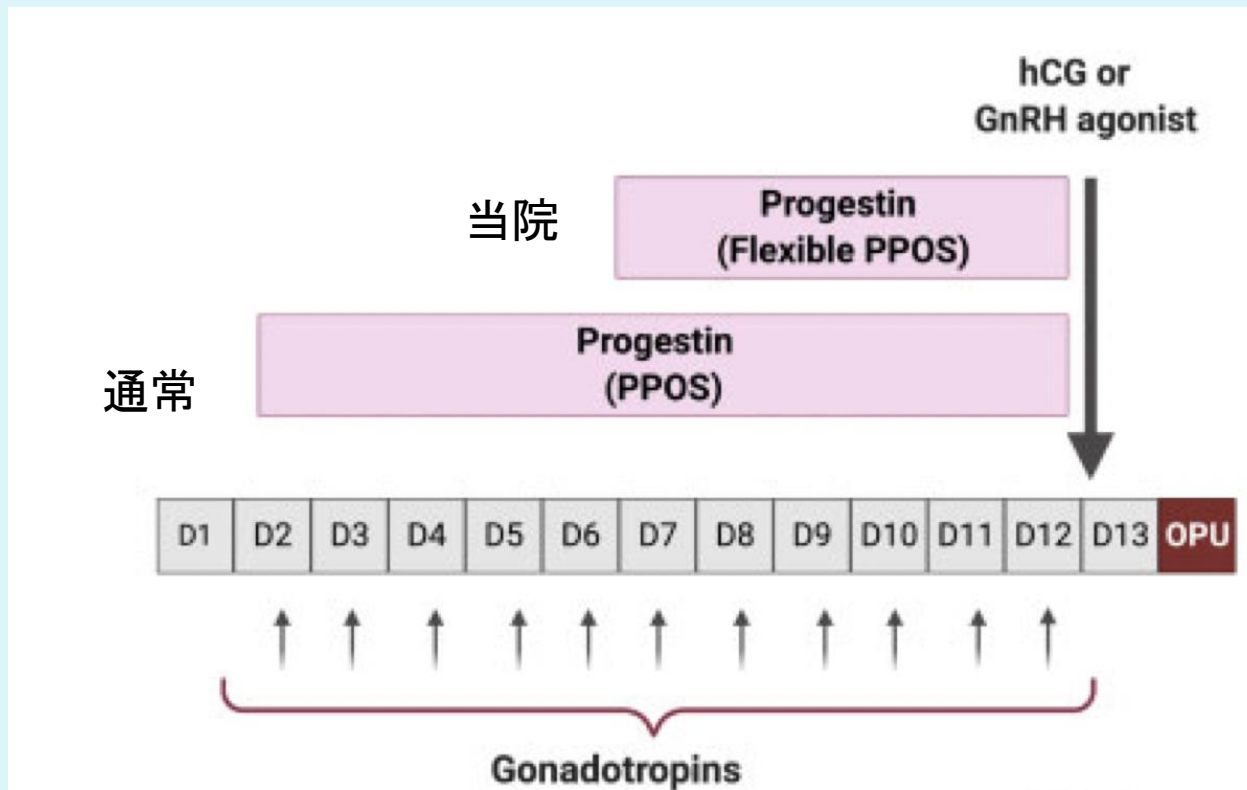 hCG or
GnRH agonist
当院
Progestin
(Flexible PPOS)
通常
Progestin
(PPOS)
D1 D2 D3 D4 D5 D6 D7 D8 D9 D10 D11 D12 D13 OPU
Gonadotropins